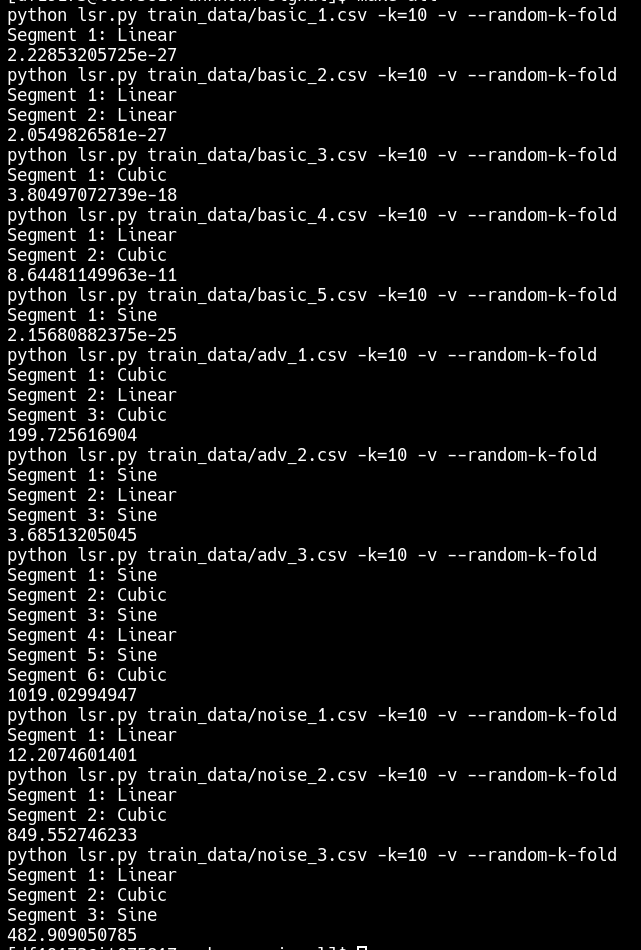 python lsr.py train_data/basic_1.csv -k=10 -v --random-k-fold
Segment 1: Linear
2.22853205725e-27
python lsr.py train_data/basic_2.csv -k=10 -v --random-k-fold
Segment 1: Linear
Segment 2: Linear
2.0549826581e-27
python lsr.py train_data/basic_3.csv -k=10 -v --random-k-fold
Segment 1: Cubic
3.80497072739e-18
python lsr.py train_data/basic_4.csv -k=10 -v --random-k-fold
Segment 1: Linear
Segment 2: Cubic
8.64481149963e-11
python lsr.py train_data/basic_5.csv -k=10 -v --random-k-fold
Segment 1: Sine
2.15680882375e-25
python lsr.py train_data/adv_1.csv -k=10 -v --random-k-fold
Segment 1: Cubic
Segment 2: Linear
Segment 3: Cubic
199.725616904
python lsr.py train_data/adv_2.csv -k=10 -v --random-k-fold
Segment 1: Sine
Segment 2: Linear
Segment 3: Sine
3.68513205045
python lsr.py train_data/adv_3.csv -k=10 -v --random-k-fold
Segment 1: Sine
Segment 2: Cubic
Segment 3: Sine
Segment 4: Linear
Segment 5: Sine
Segment 6: Cubic
1019.02994947
python lsr.py train_data/noise_1.csv -k=10 -v --random-k-fold
Segment 1: Linear
12.2074601401
python lsr.py train_data/noise_2.csv -k=10 -v --random-k-fold
Segment 1: Linear
Segment 2: Cubic
849.552746233
python lsr.py train_data/noise_3.csv -k=10 -v --random-k-fold
Segment 1: Linear
Segment 2: Cubic
Segment 3: Sine
482.909050785